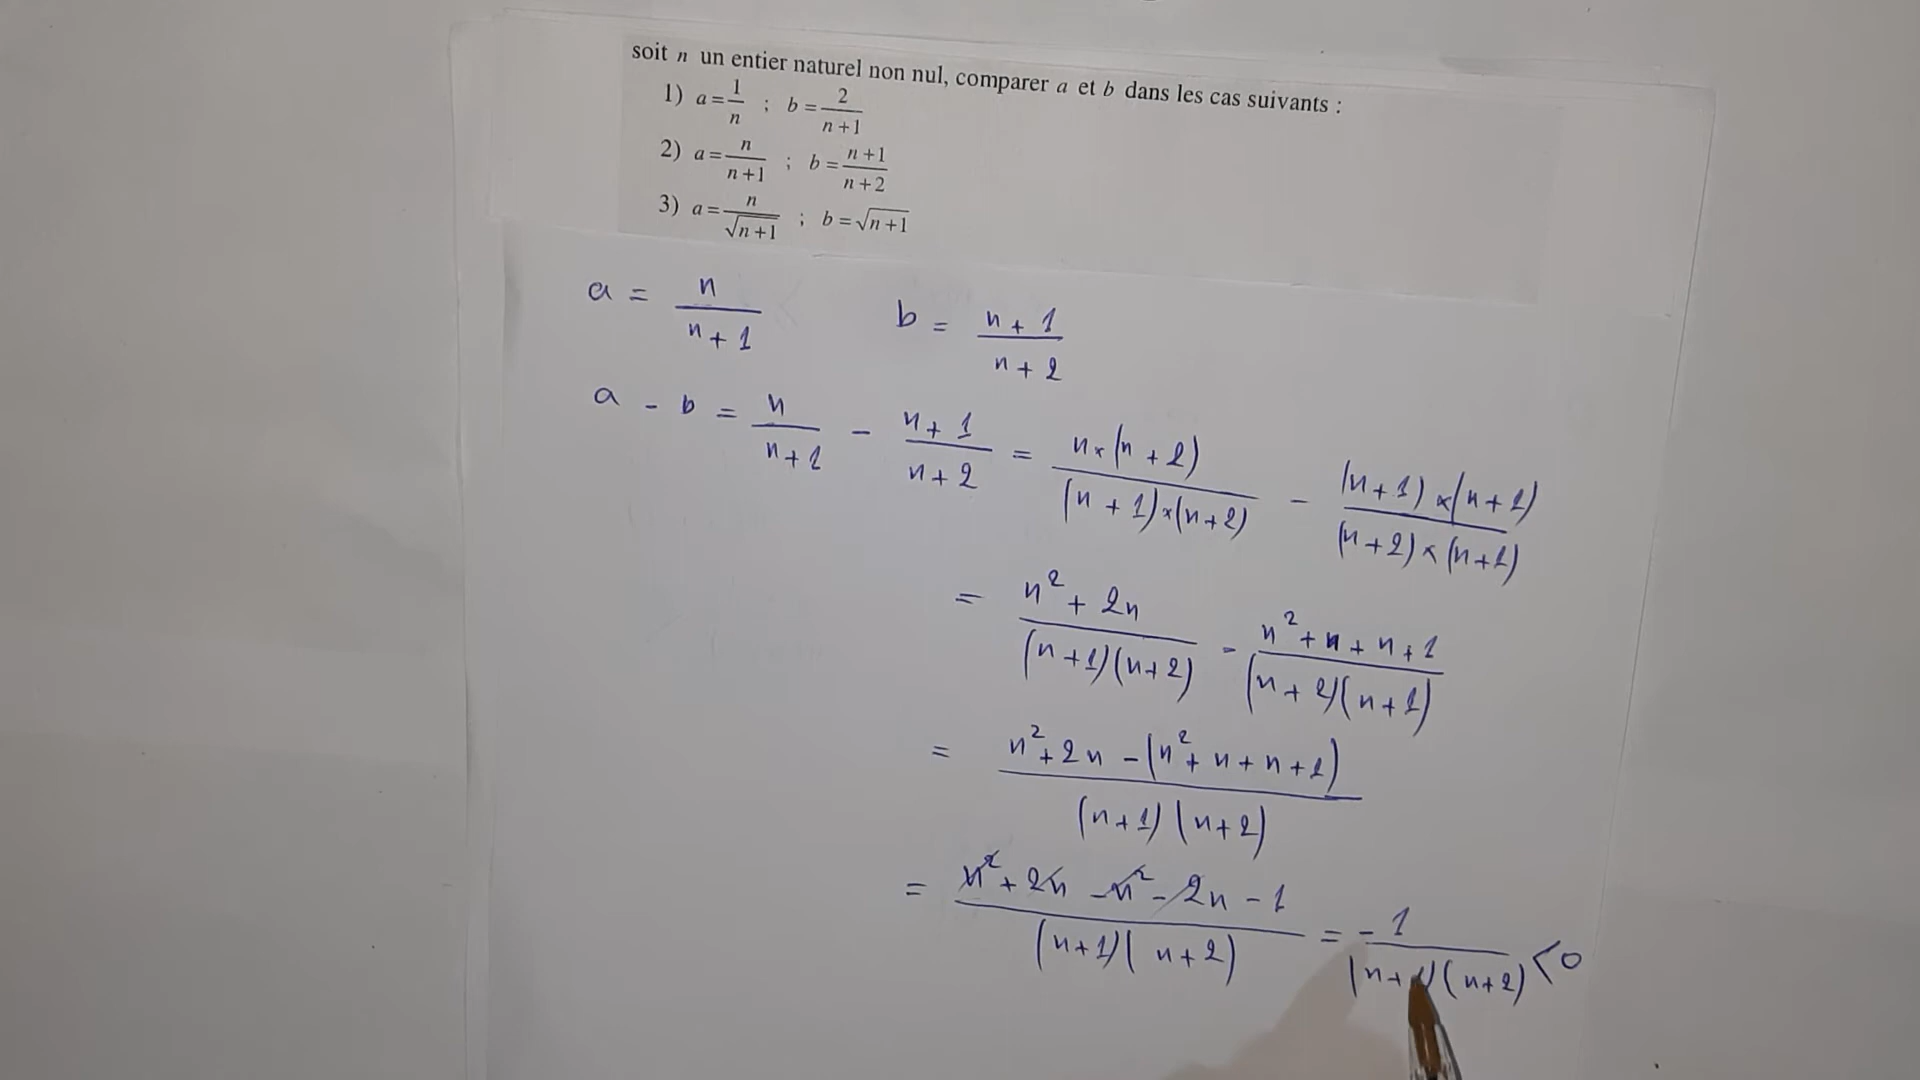 soit n un entier naturel non nul, comparer a et b dans les cas suivants :
1) a = 1/n ; b = 2/(n+1)
2) a = n/(n+1) ; b = (n+1)/(n+2)
3) a = n/√(n+1) ; b = √(n+1)
a = n/(n+1)   b = (n+1)/(n+2)
a - b = n/(n+1) - (n+1)/(n+2) = n×(n+2)/((n+1)×(n+2)) - (n+1)×(n+1)/((n+2)×(n+1))
= (n²+2n)/((n+1)(n+2)) - (n²+n+n+1)/((n+2)(n+1))
= (n²+2n-(n²+n+n+1))/((n+1)(n+2))
= (n²+2n-n²-2n-1)/((n+1)(n+2)) = -1/((n+1)(n+2)) < 0